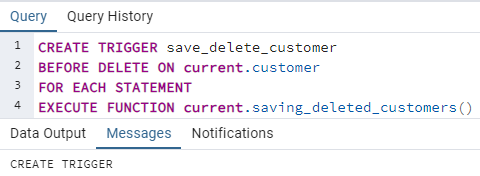 Query Query History
1 CREATE TRIGGER save_delete_customer
2 BEFORE DELETE ON current.customer
3 FOR EACH STATEMENT
4 EXECUTE FUNCTION current.saving_deleted_customers()
Data Output Messages Notifications
CREATE TRIGGER